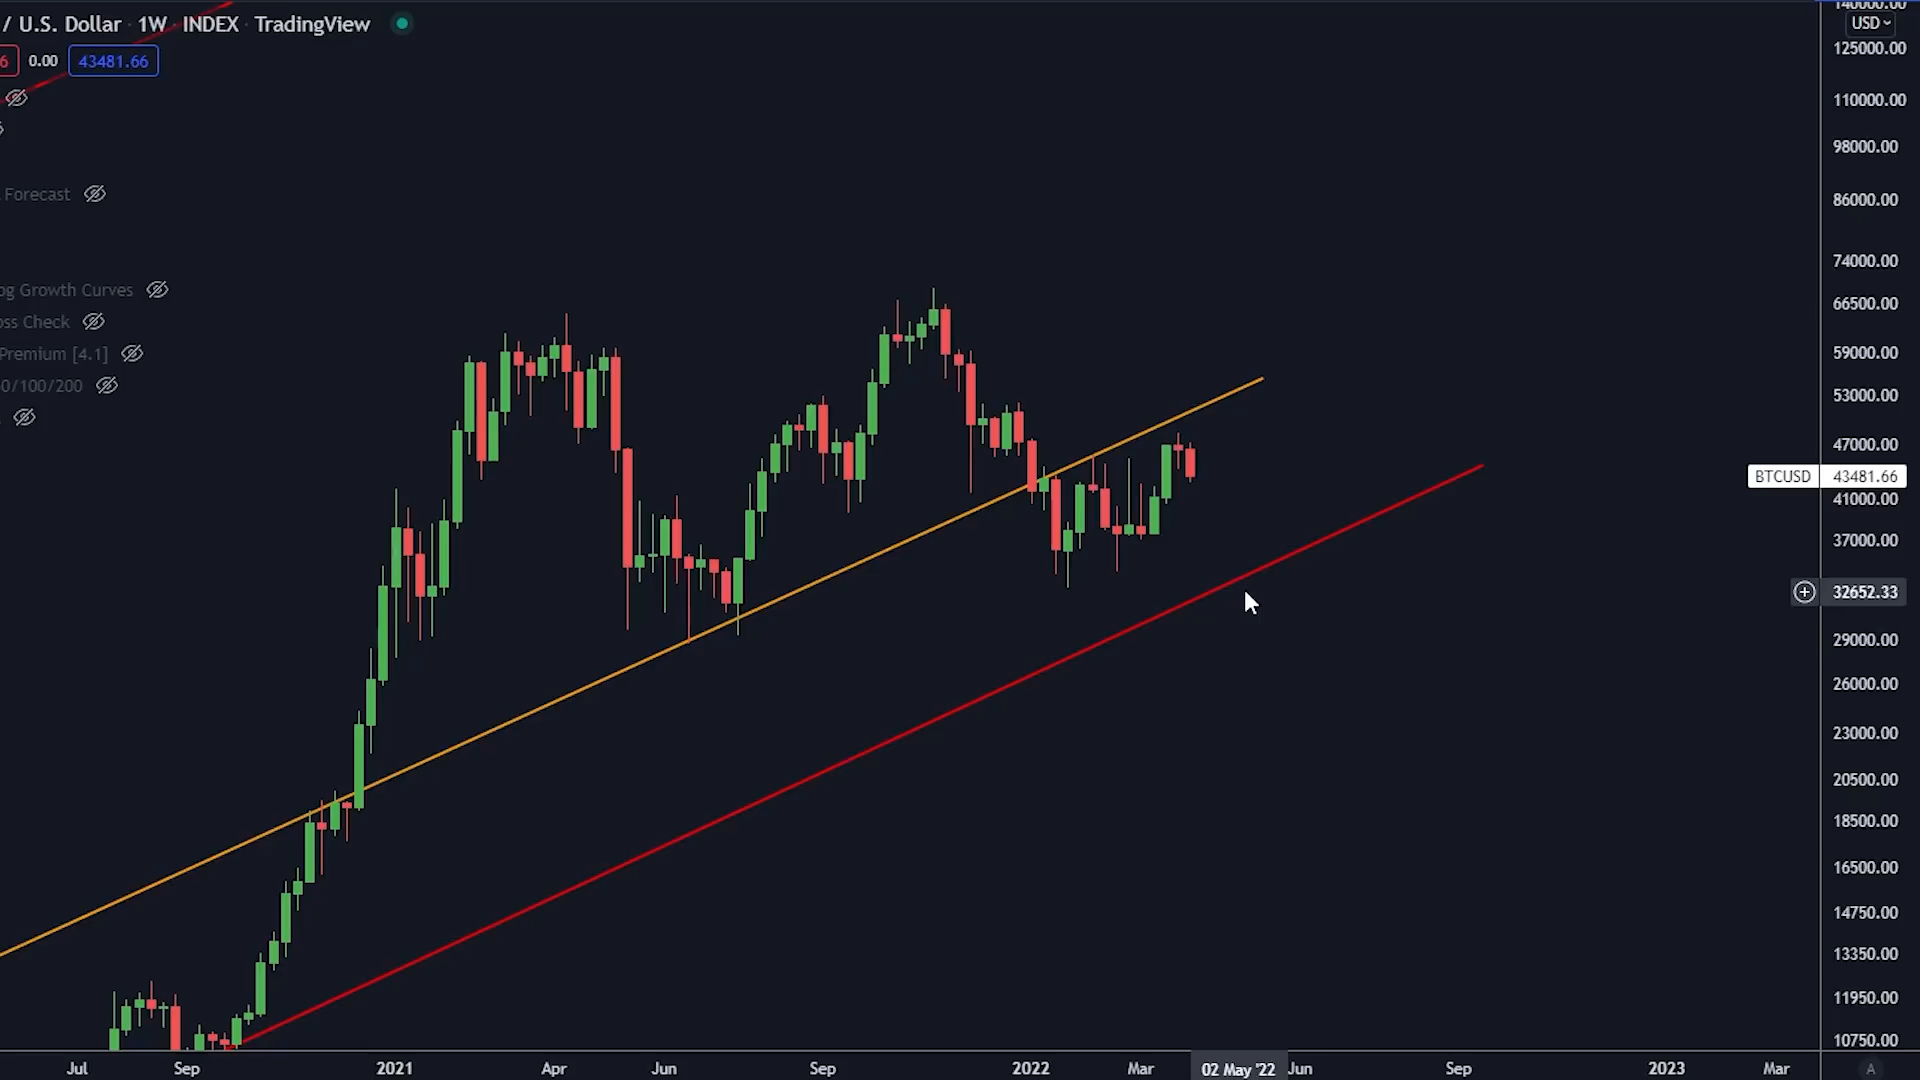 / U.S. Dollar · 1W · INDEX · TradingView
6 0.00 43481.66
Forecast
og Growth Curves
oss Check
Premium [4.1]
0/100/200
140000.00
USD
125000.00
110000.00
98000.00
86000.00
74000.00
66500.00
59000.00
53000.00
47000.00
BTCUSD 43481.66
41000.00
37000.00
32652.33
29000.00
26000.00
23000.00
20500.00
18500.00
16500.00
14750.00
13350.00
11950.00
10750.00
Jul Sep 2021 Apr Jun Sep 2022 Mar 02 May '22 Jun Sep 2023 Mar A